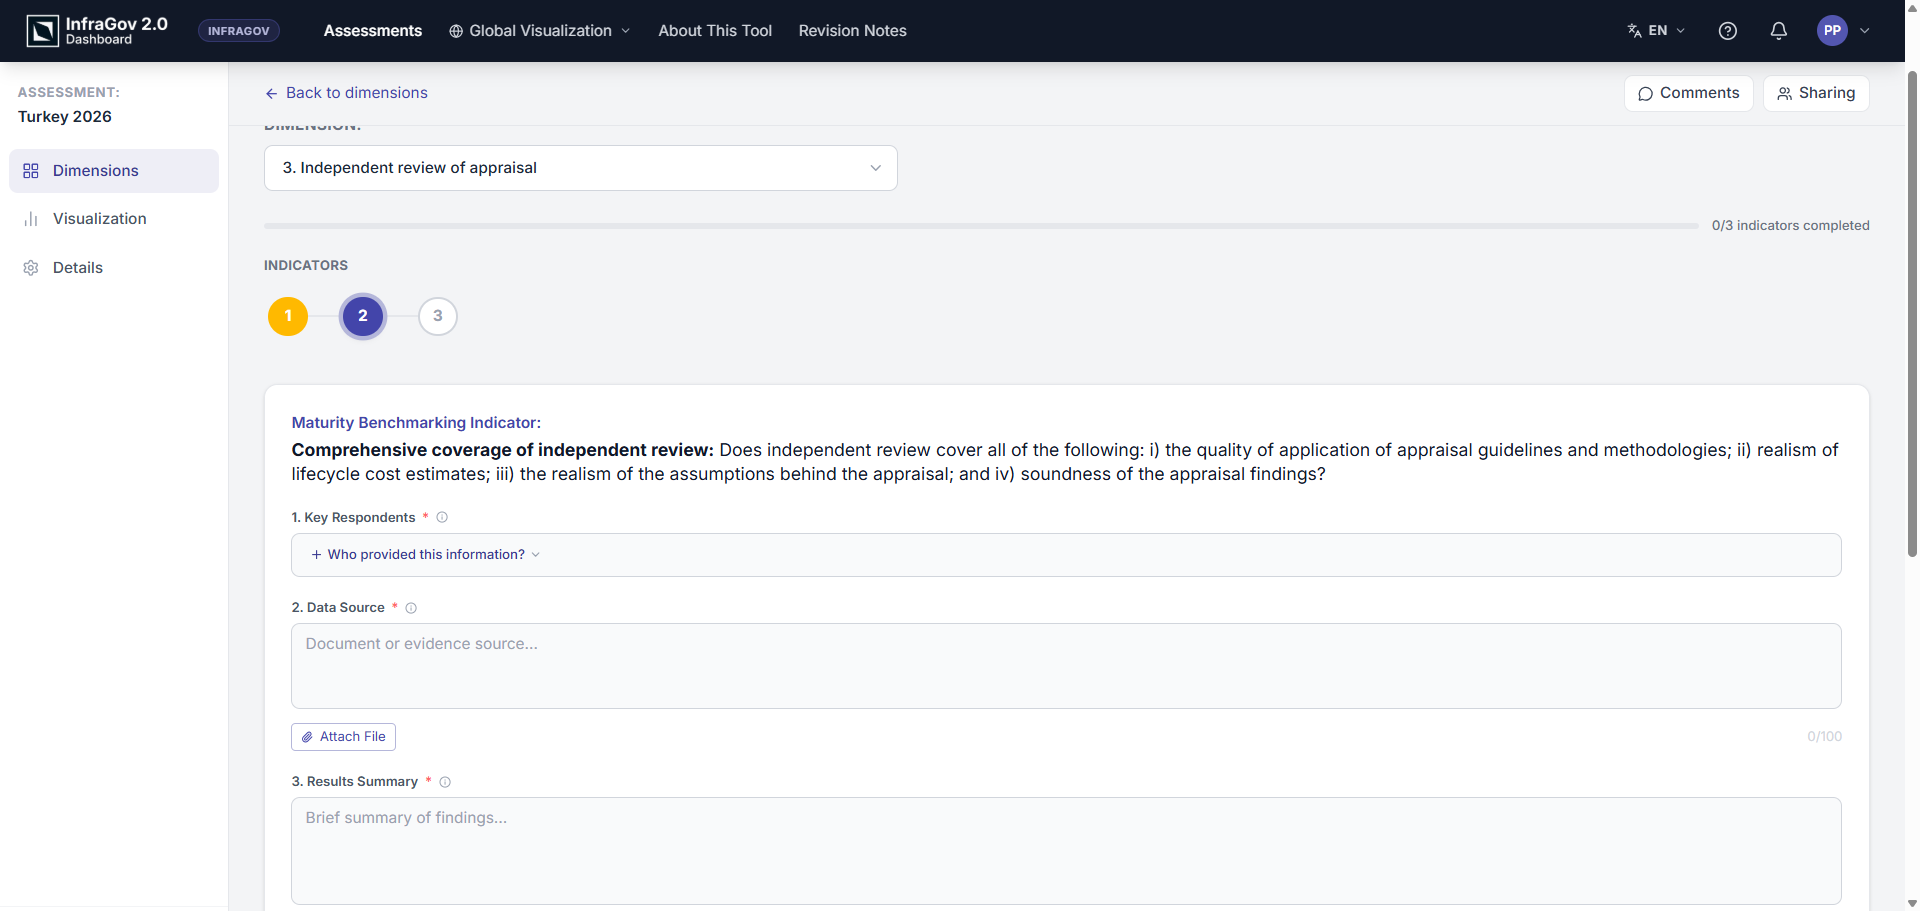 InfraGov 2.0
Dashboard
INFRAGOV
Assessments
Global Visualization
About This Tool
Revision Notes
EN
PP
ASSESSMENT:
Turkey 2026
Dimensions
Visualization
Details
Back to dimensions
Comments
Sharing
DIMENSION:
3. Independent review of appraisal
0/3 indicators completed
INDICATORS
1
2
3
Maturity Benchmarking Indicator:
Comprehensive coverage of independent review: Does independent review cover all of the following: i) the quality of application of appraisal guidelines and methodologies; ii) realism of
lifecycle cost estimates; iii) the realism of the assumptions behind the appraisal; and iv) soundness of the appraisal findings?
1. Key Respondents *
+ Who provided this information?
2. Data Source *
Document or evidence source...
Attach File
0/100
3. Results Summary *
Brief summary of findings...